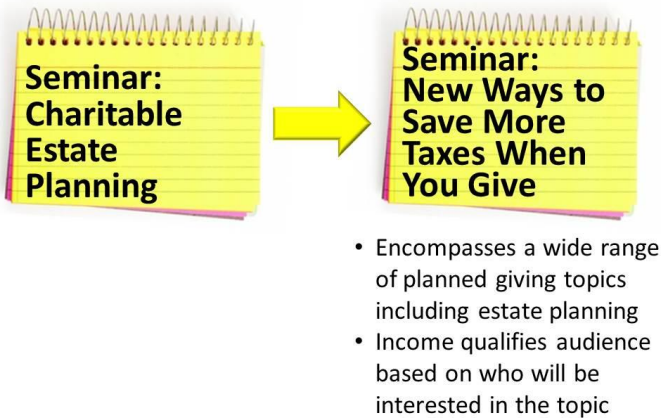 Seminar:
Charitable
Estate
Planning
Seminar:
New Ways to
Save More
Taxes When
You Give
• Encompasses a wide range
of planned giving topics
including estate planning
• Income qualifies audience
based on who will be
interested in the topic